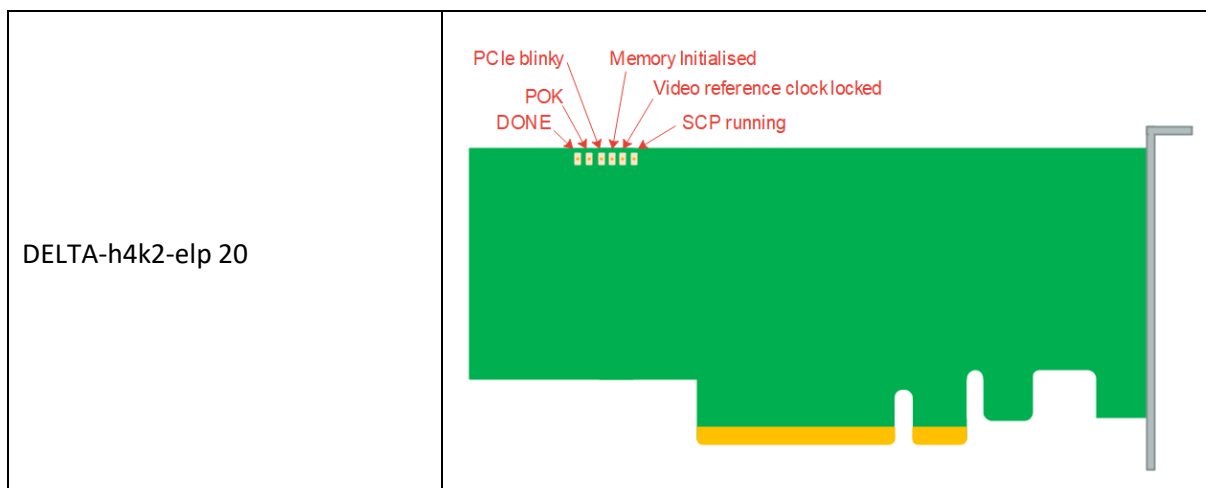 DELTA-h4k2-elp 20
PCIe blinky
Memory Initialised
POK
Video reference clock locked
DONE
SCP running